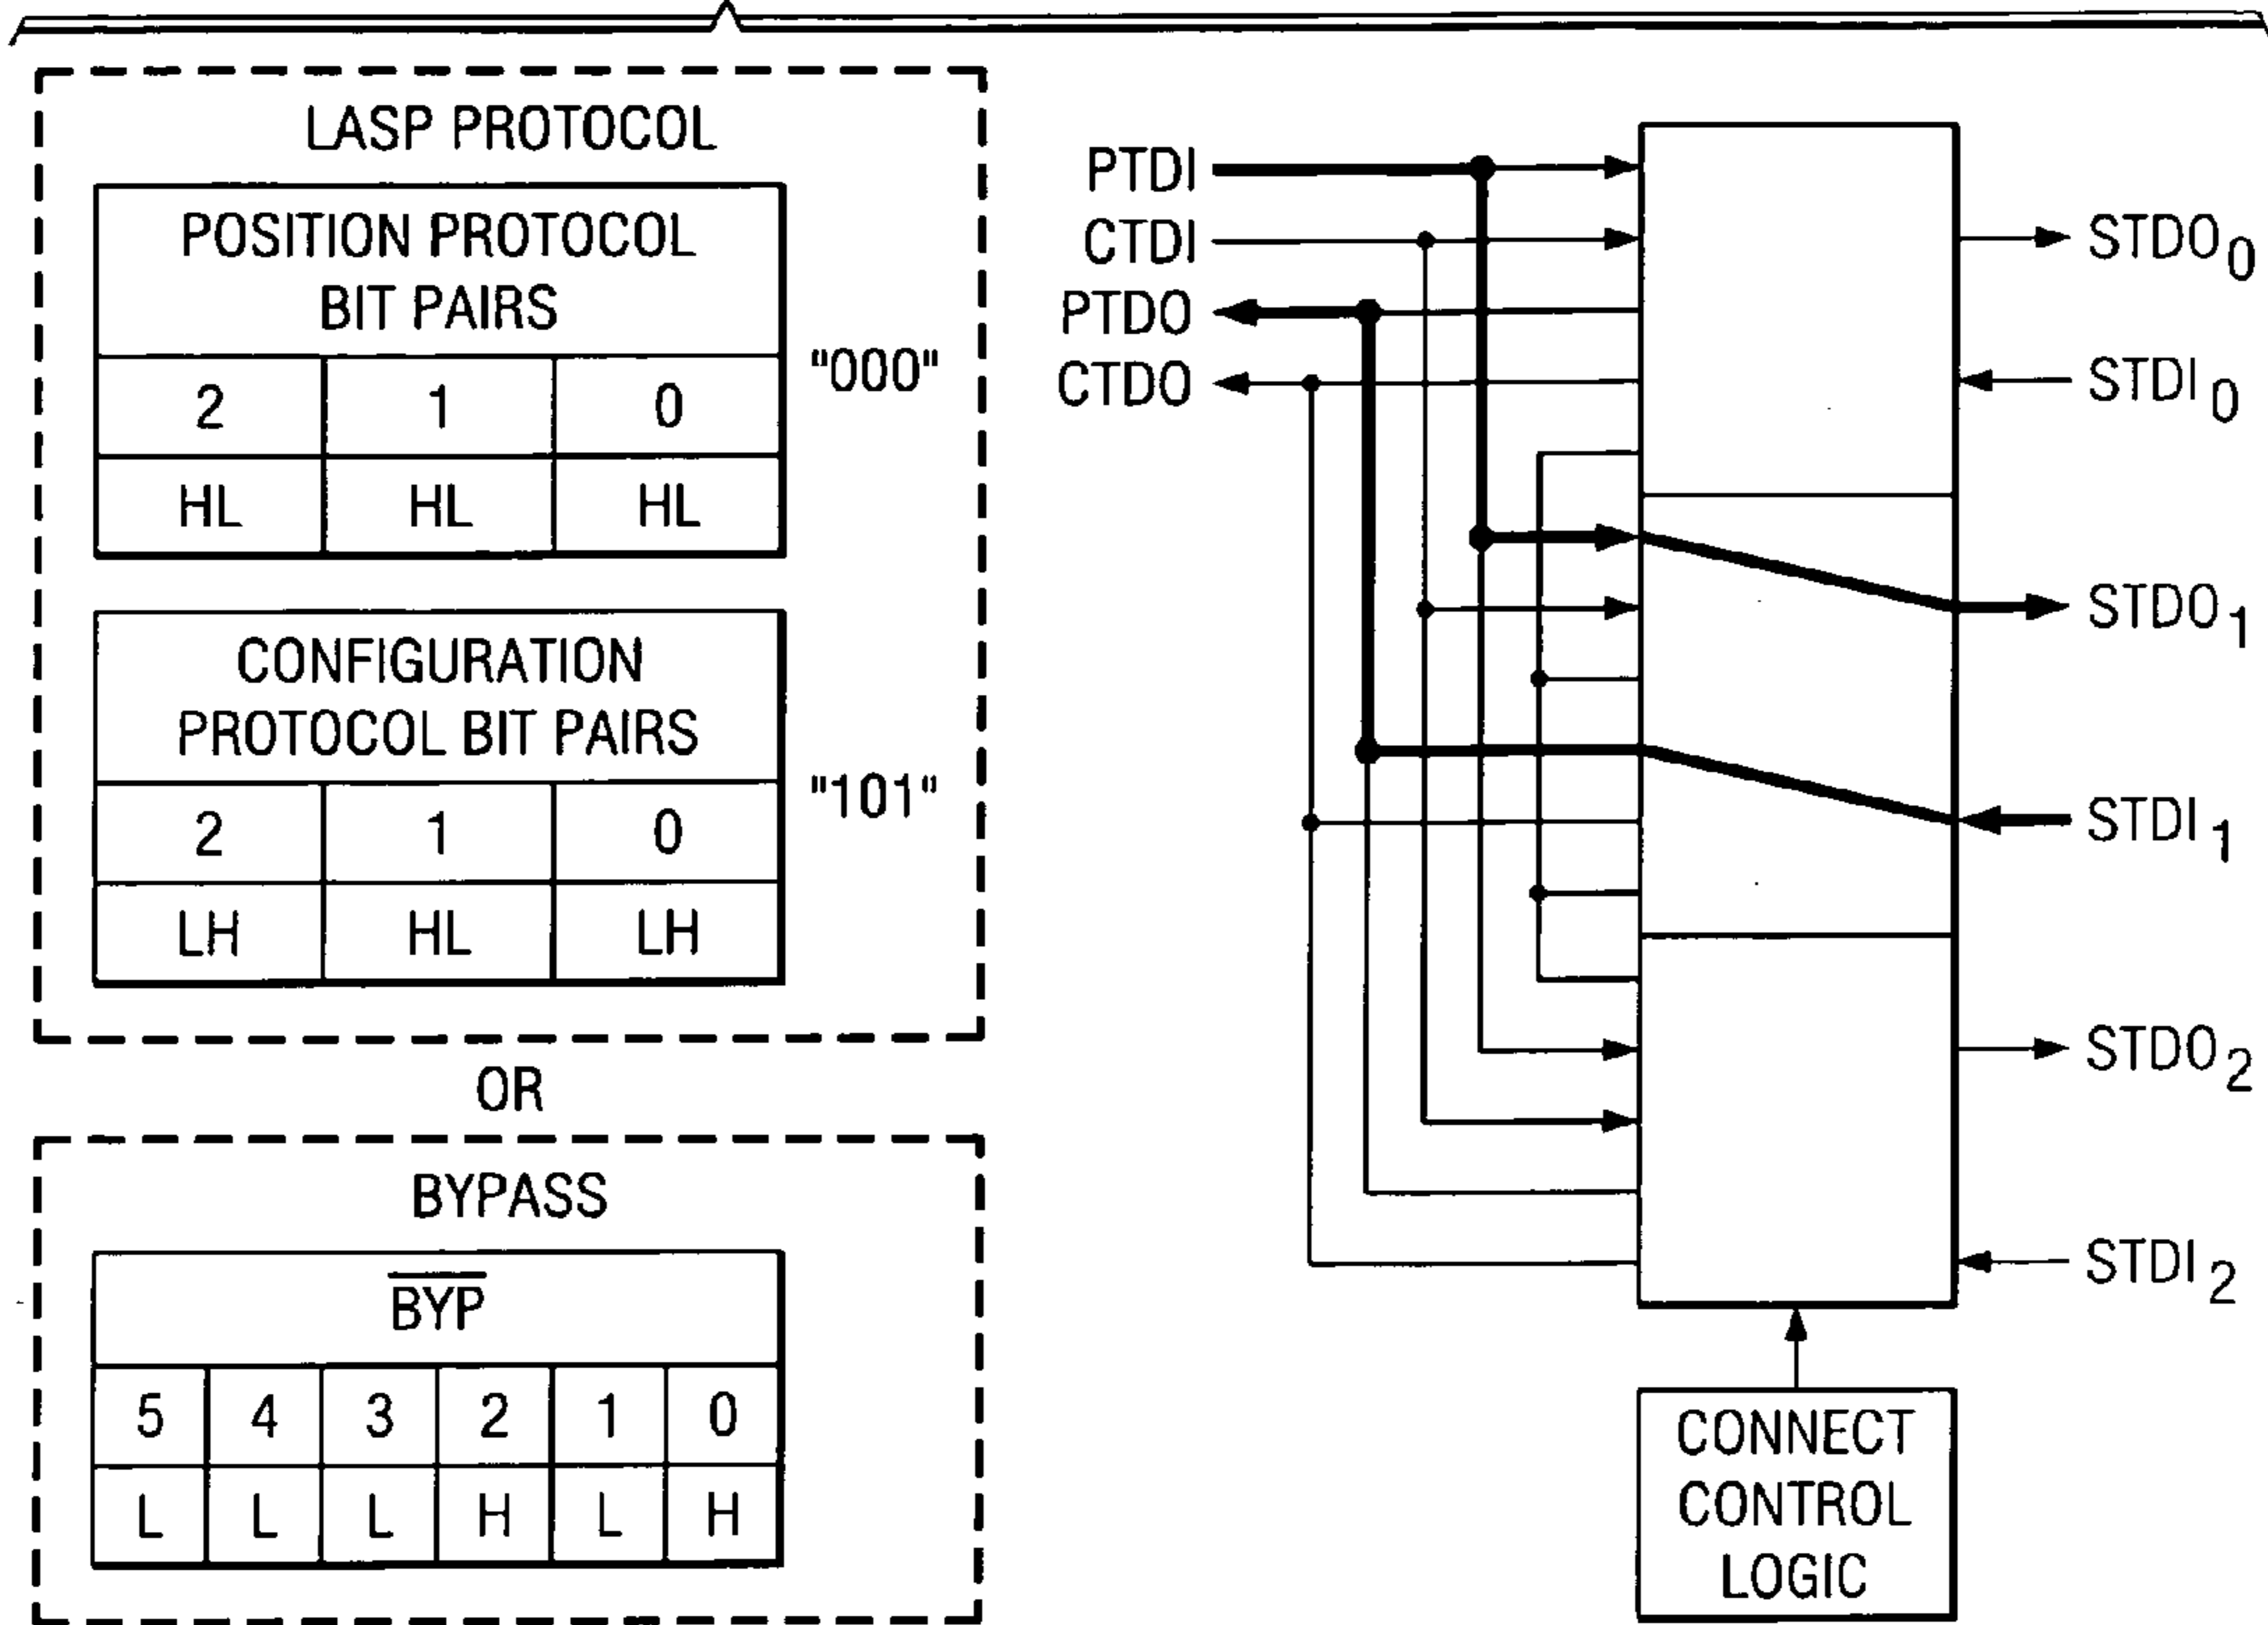 LASP PROTOCOL
POSITION PROTOCOL
BIT PAIRS
2 1 0
HL HL HL
"000"
CONFIGURATION
PROTOCOL BIT PAIRS
2 1 0
LH HL LH
"101"
OR
BYPASS
B̅Y̅P̅
5 4 3 2 1 0
L L L H L H
PTDI
CTDI
PTDO
CTDO
STDO0
STDI0
STDO1
STDI1
STDO2
STDI2
CONNECT
CONTROL
LOGIC